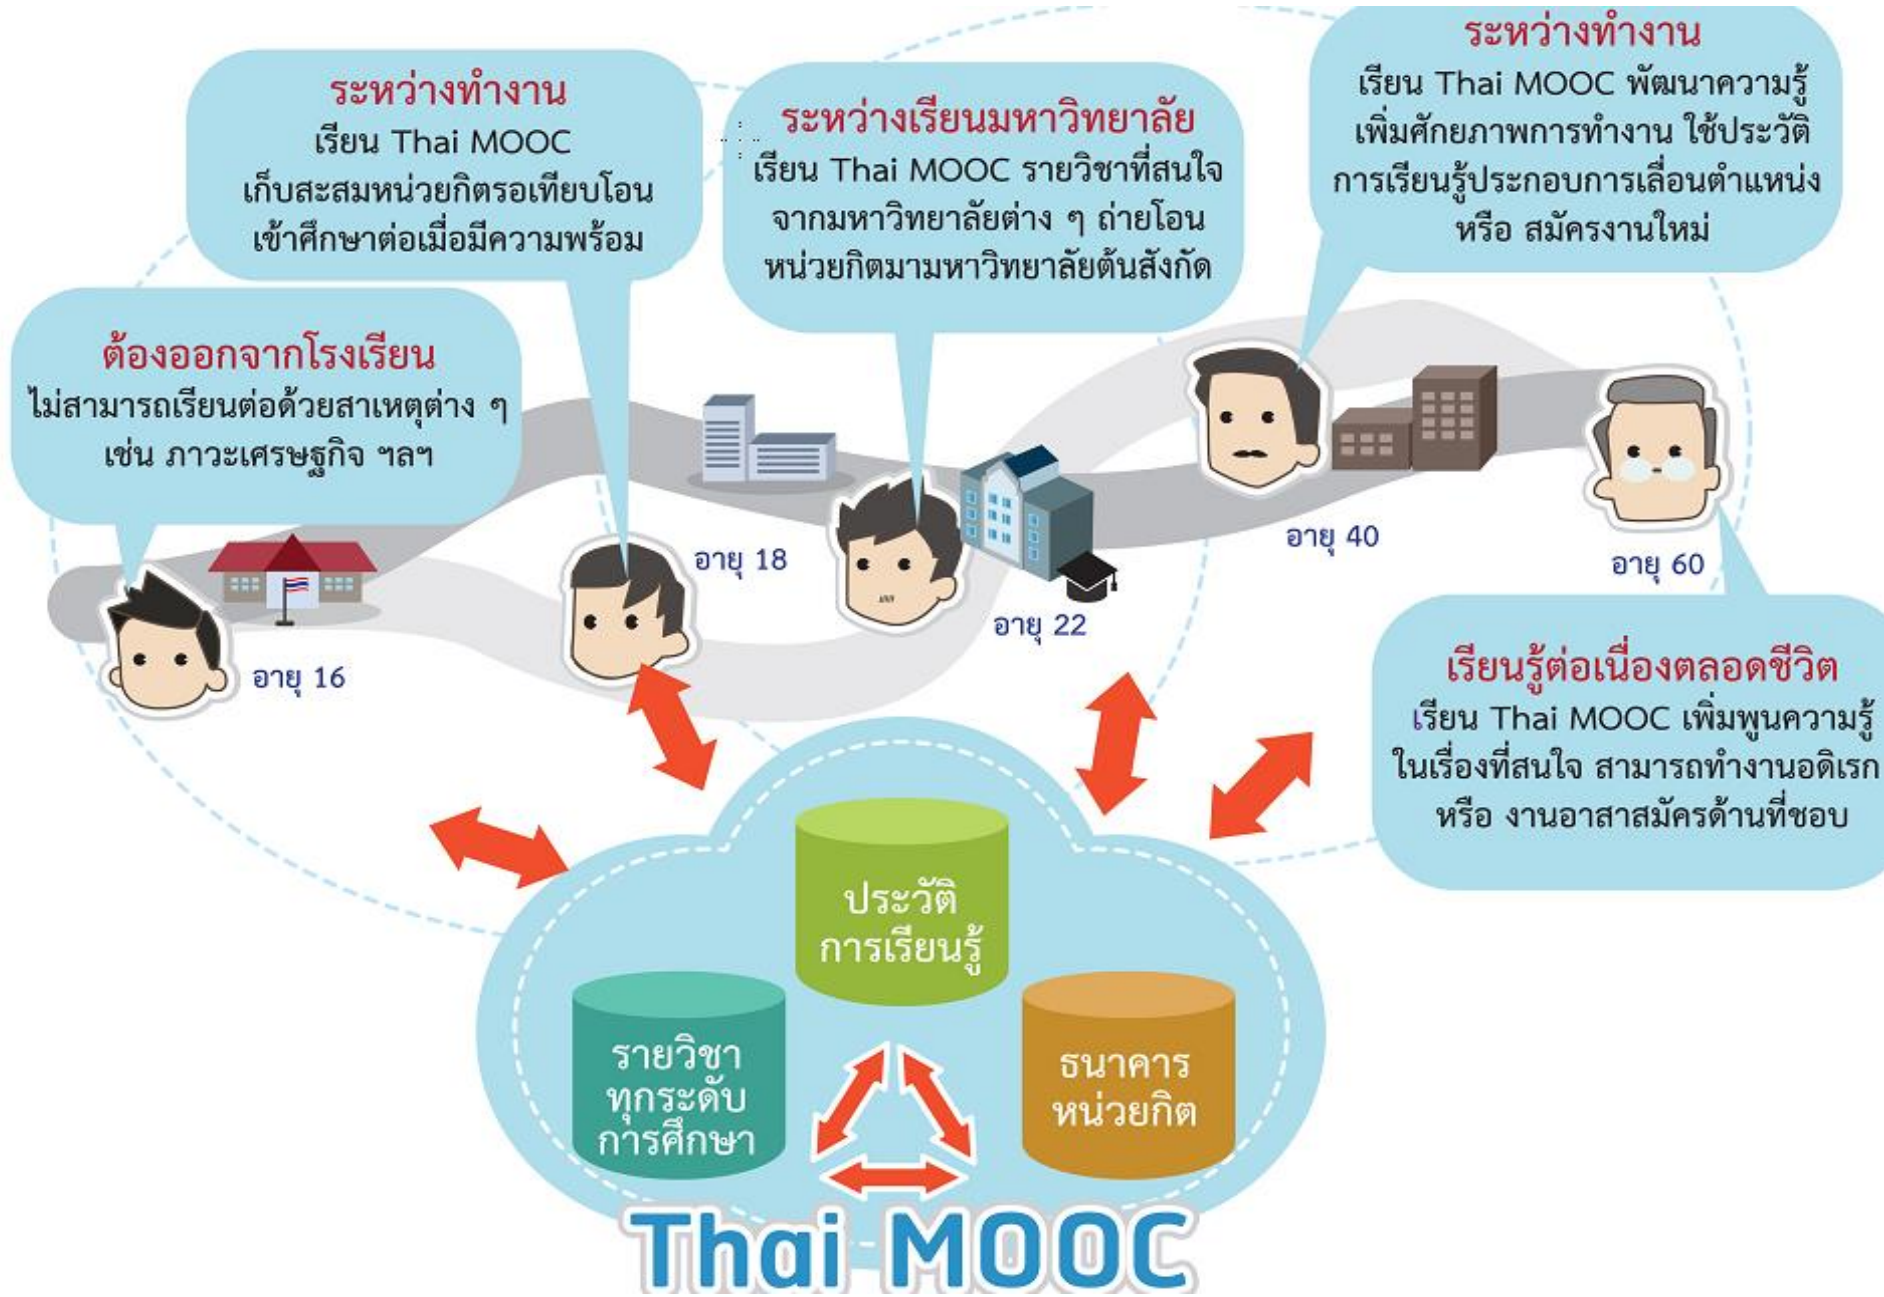 ระหว่างทำงาน
เรียน Thai MOOC
เก็บสะสมหน่วยกิตรอเทียบโอน
เข้าศึกษาต่อเมื่อมีความพร้อม
ระหว่างเรียนมหาวิทยาลัย
เรียน Thai MOOC รายวิชาที่สนใจ
จากมหาวิทยาลัยต่าง ๆ ถ่ายโอน
หน่วยกิตมามหาวิทยาลัยต้นสังกัด
ระหว่างทำงาน
เรียน Thai MOOC พัฒนาความรู้
เพิ่มศักยภาพการทำงาน ใช้ประวัติ
การเรียนรู้ประกอบการเลื่อนตำแหน่ง
หรือ สมัครงานใหม่
ต้องออกจากโรงเรียน
ไม่สามารถเรียนต่อด้วยสาเหตุต่าง ๆ
เช่น ภาวะเศรษฐกิจ ฯลฯ
อายุ 16
อายุ 18
อายุ 22
อายุ 40
อายุ 60
เรียนรู้ต่อเนื่องตลอดชีวิต
เรียน Thai MOOC เพิ่มพูนความรู้
ในเรื่องที่สนใจ สามารถทำงานอดิเรก
หรือ งานอาสาสมัครด้านที่ชอบ
ประวัติ
การเรียนรู้
รายวิชา
ทุกระดับ
การศึกษา
ธนาคาร
หน่วยกิต
Thai MOOC